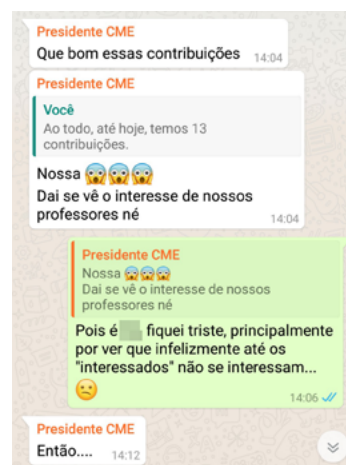 Presidente CME
Que bom essas contribuições 14:04
Presidente CME
Você
Ao todo, até hoje, temos 13
contribuições.
Nossa 😱😱😱
Dai se vê o interesse de nossos
professores né
14:04
Presidente CME
Nossa 😱😱😱
Dai se vê o interesse de nossos
professores né
Pois é fiquei triste, principalmente
por ver que infelizmente até os
"interessados" não se interessam...
😕
14:06
Presidente CME
Então.... 14:12